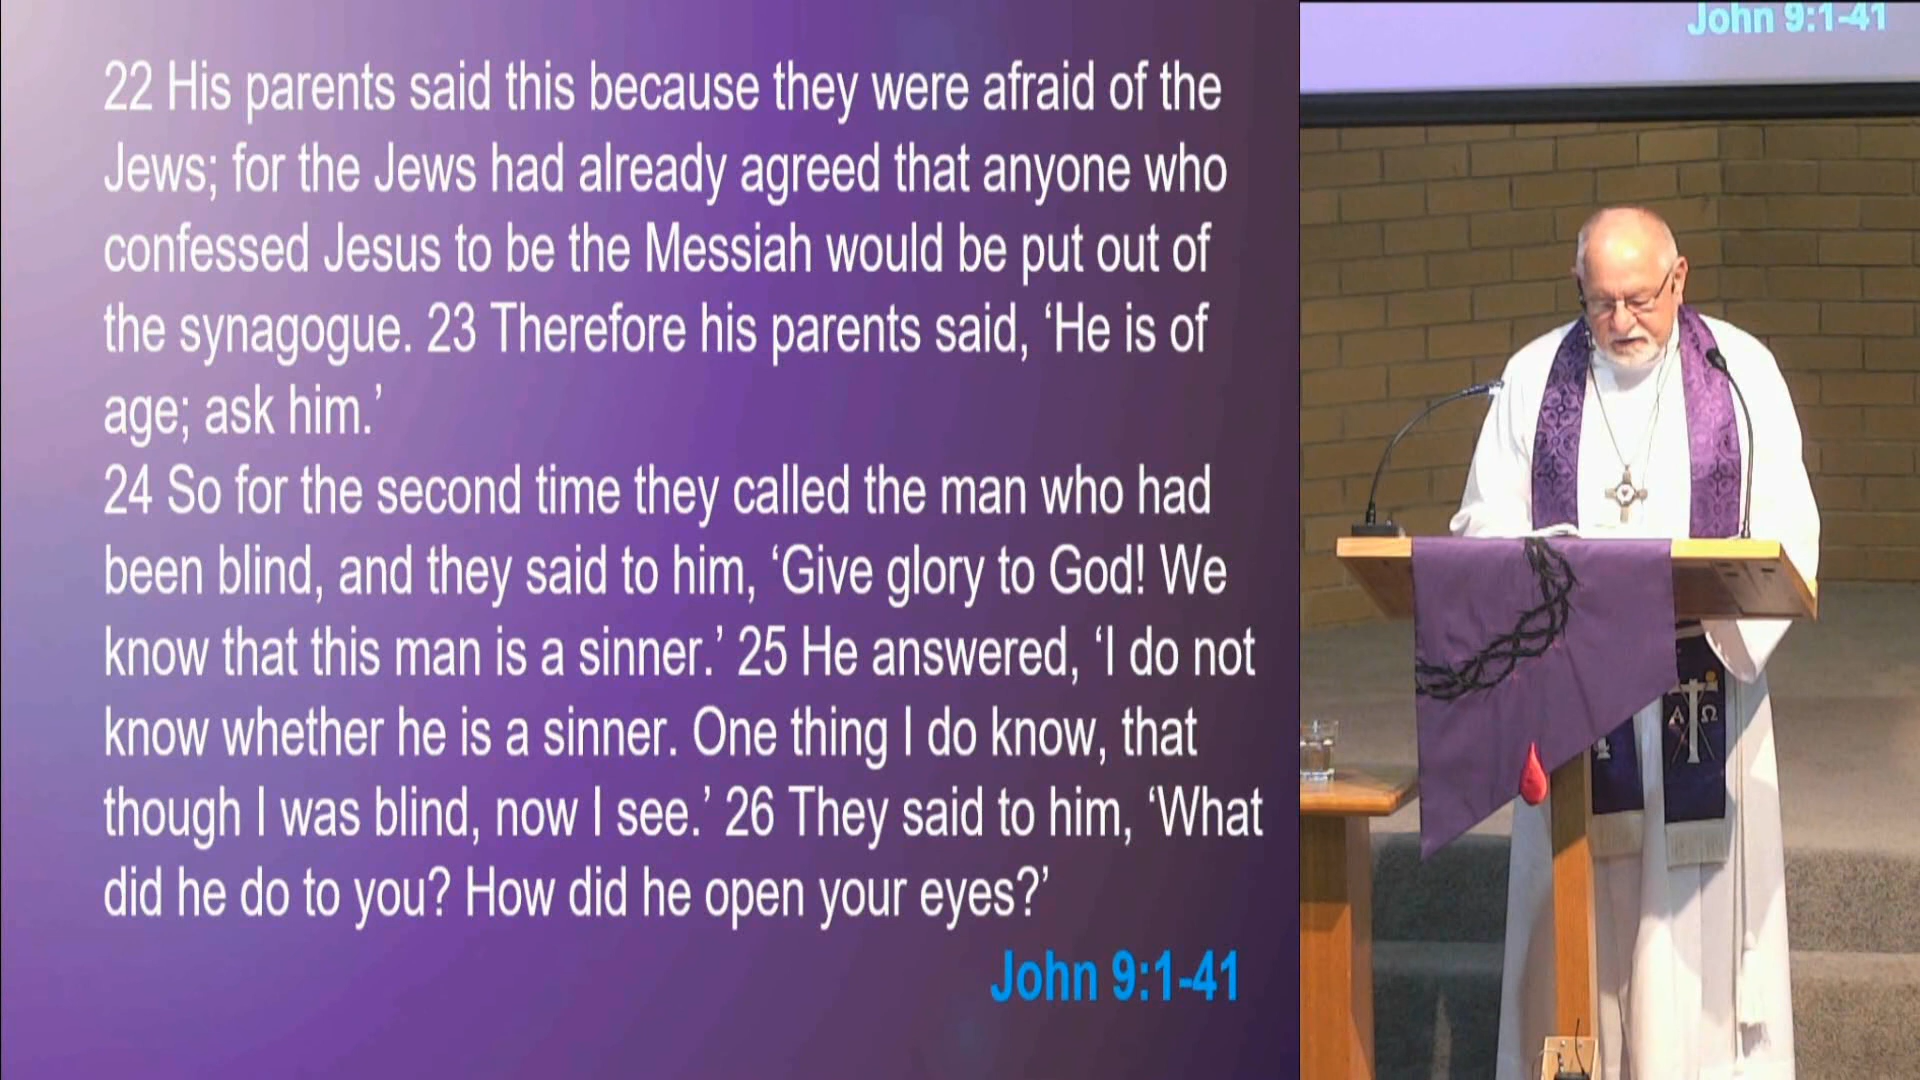 22 His parents said this because they were afraid of the
Jews; for the Jews had already agreed that anyone who
confessed Jesus to be the Messiah would be put out of
the synagogue. 23 Therefore his parents said, ‘He is of
age; ask him.’
24 So for the second time they called the man who had
been blind, and they said to him, ‘Give glory to God! We
know that this man is a sinner.’ 25 He answered, ‘I do not
know whether he is a sinner. One thing I do know, that
though I was blind, now I see.’ 26 They said to him, ‘What
did he do to you? How did he open your eyes?’
John 9:1-41
John 9:1-41
Α Ω